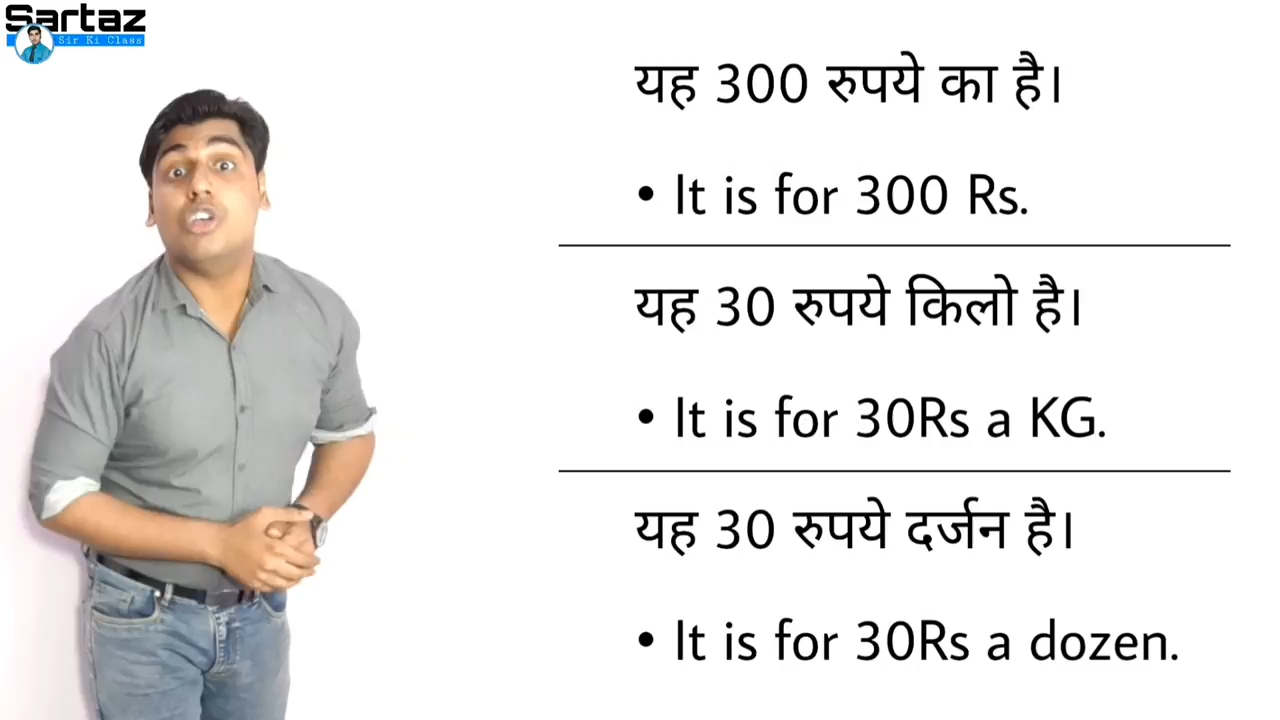 Sartaz
Sir Ki Class
यह 300 रुपये का है।
• It is for 300 Rs.
यह 30 रुपये किलो है।
• It is for 30Rs a KG.
यह 30 रुपये दर्जन है।
• It is for 30Rs a dozen.